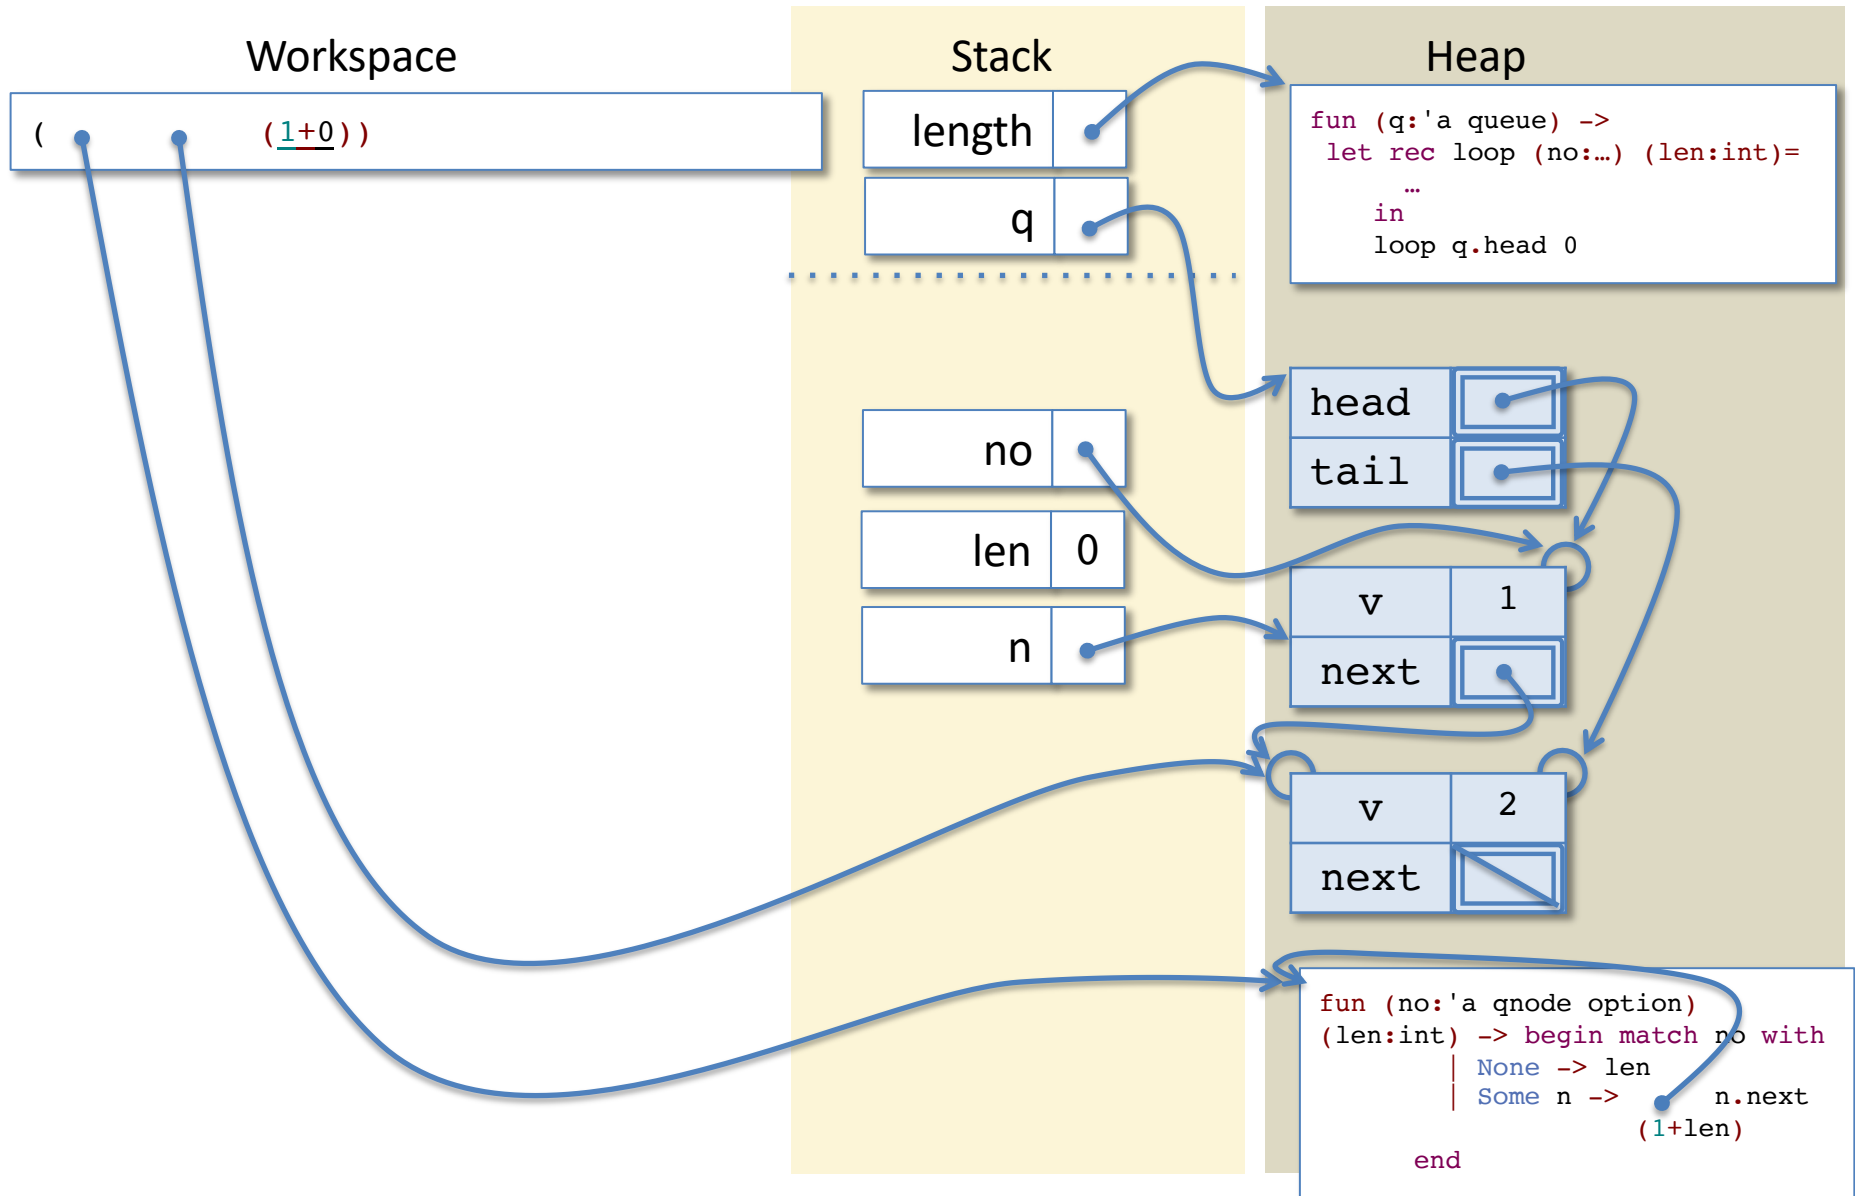 Workspace
Stack
Heap
(          (1+0))
length
q
fun (q:'a queue) ->
let rec loop (no:…) (len:int)=
…
in
loop q.head 0
head
tail
no
len 0
n
v 1
next
v 2
next
fun (no:'a qnode option)
(len:int) -> begin match no with
| None -> len
| Some n ->      n.next
(1+len)
end